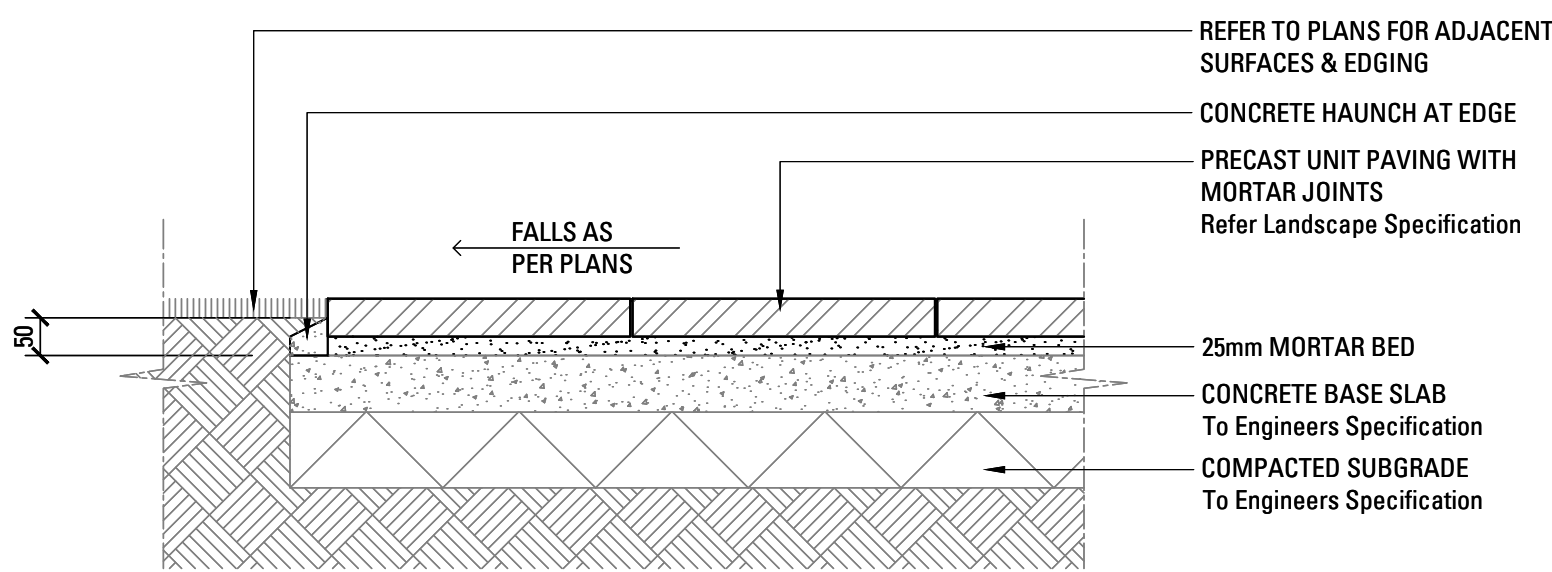 REFER TO PLANS FOR ADJACENT
SURFACES & EDGING
CONCRETE HAUNCH AT EDGE
PRECAST UNIT PAVING WITH
MORTAR JOINTS
Refer Landscape Specification
FALLS AS
PER PLANS
50
25mm MORTAR BED
CONCRETE BASE SLAB
To Engineers Specification
COMPACTED SUBGRADE
To Engineers Specification